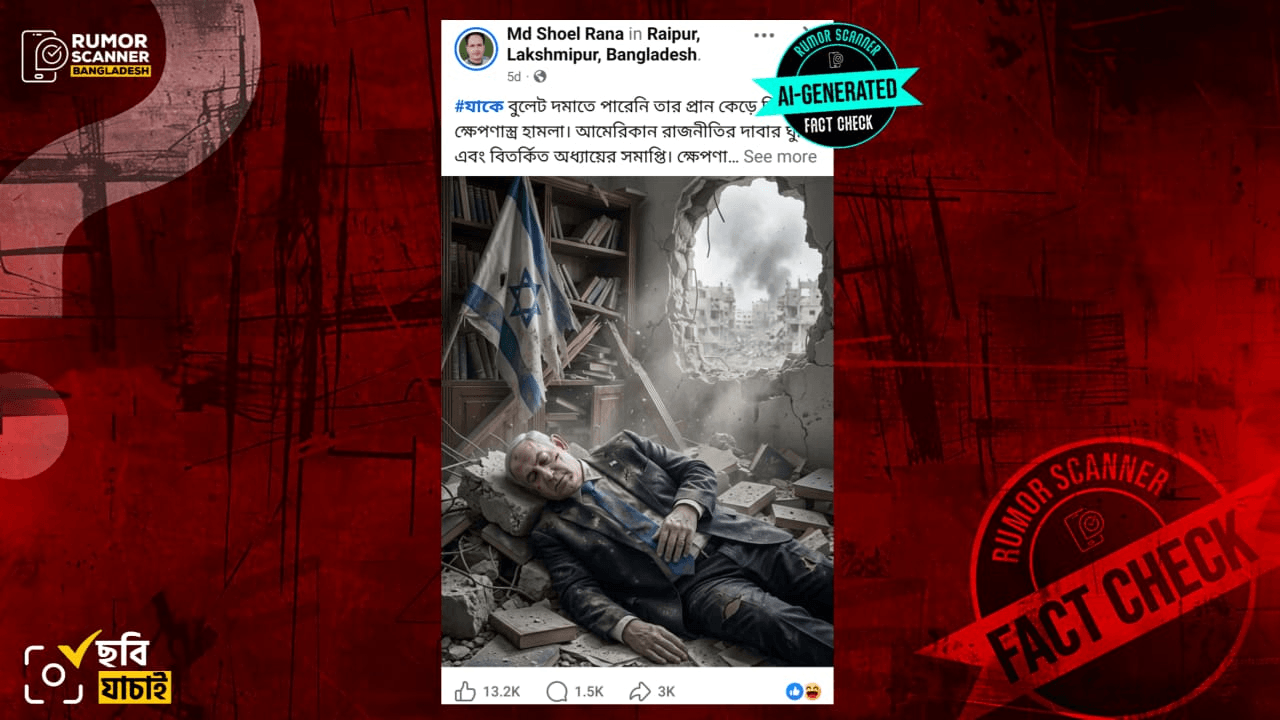 RUMOR
SCANNER
BANGLADESH
Md Shoel Rana in Raipur,
Lakshmipur, Bangladesh.
5d
#যাকে বুলেট দমাতে পারেনি তার প্রান কেড়ে
ক্ষেপণাস্ত্র হামলা। আমেরিকান রাজনীতির দাবার
এবং বিতর্কিত অধ্যায়ের সমাপ্তি। ক্ষেপণা... See more
RUMOR SCANNER
AI-GENERATED
FACT CHECK
13.2K 1.5K 3K
ছবি
যাচাই
RUMOR SCANNER
FACT CHECK